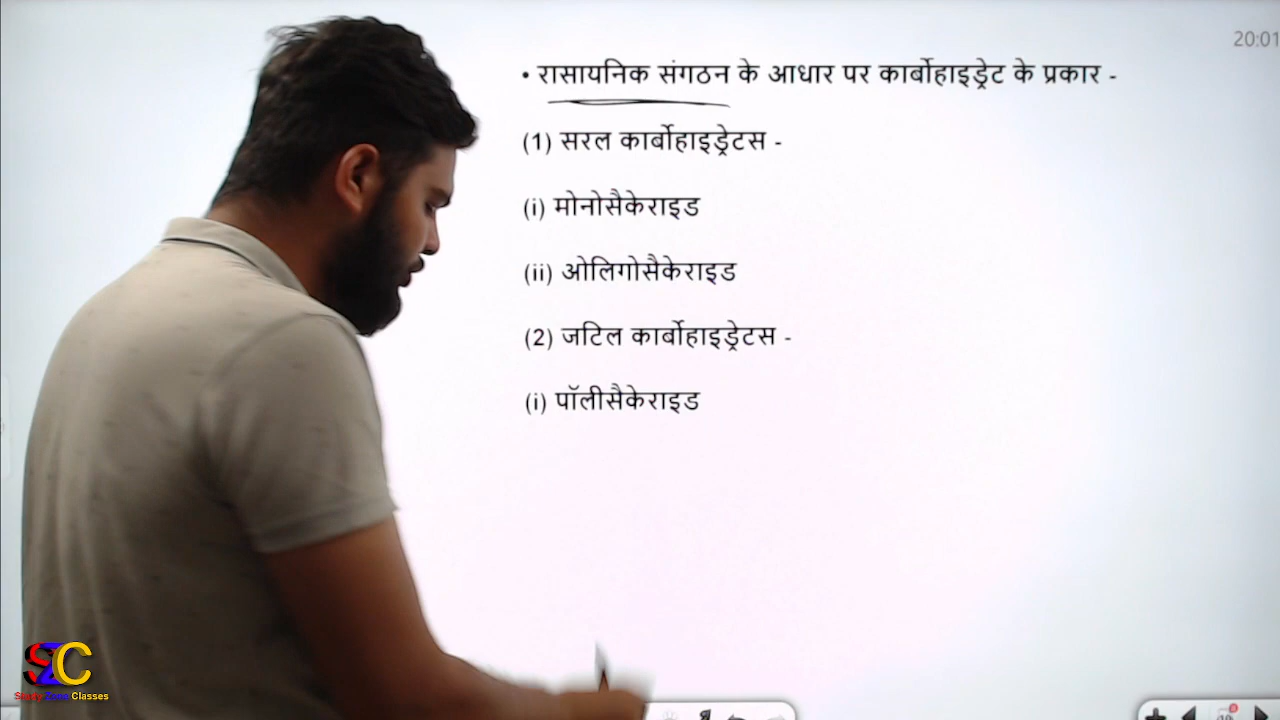 20:01
• रासायनिक संगठन के आधार पर कार्बोहाइड्रेट के प्रकार -
(1) सरल कार्बोहाइड्रेटस -
(i) मोनोसैकेराइड
(ii) ओलिगोसैकेराइड
(2) जटिल कार्बोहाइड्रेटस -
(i) पॉलीसैकेराइड
SZC
Study Zone Classes